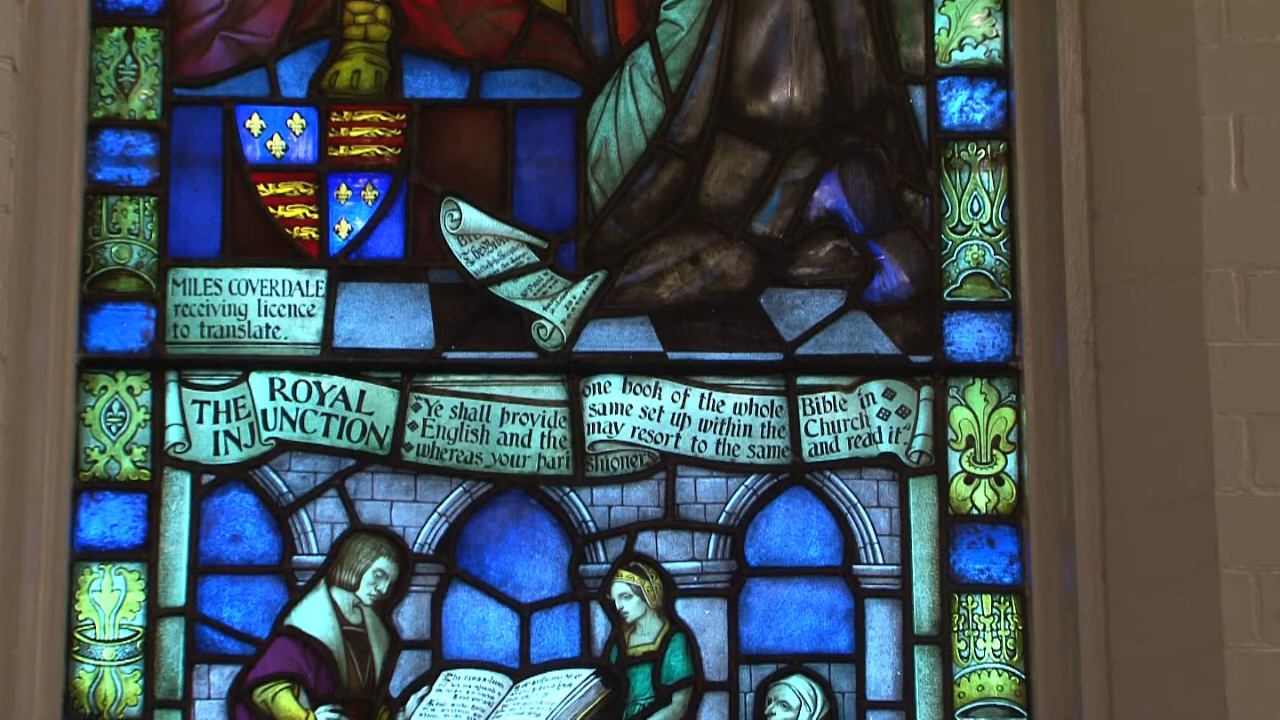 MILES COVERDALE
receiving licence
to translate.
THE ROYAL
INJUNCTION
"Ye shall provide one book of the whole Bible in
English and the same set up within the Church
whereas your parishioners may resort to the same and read it".